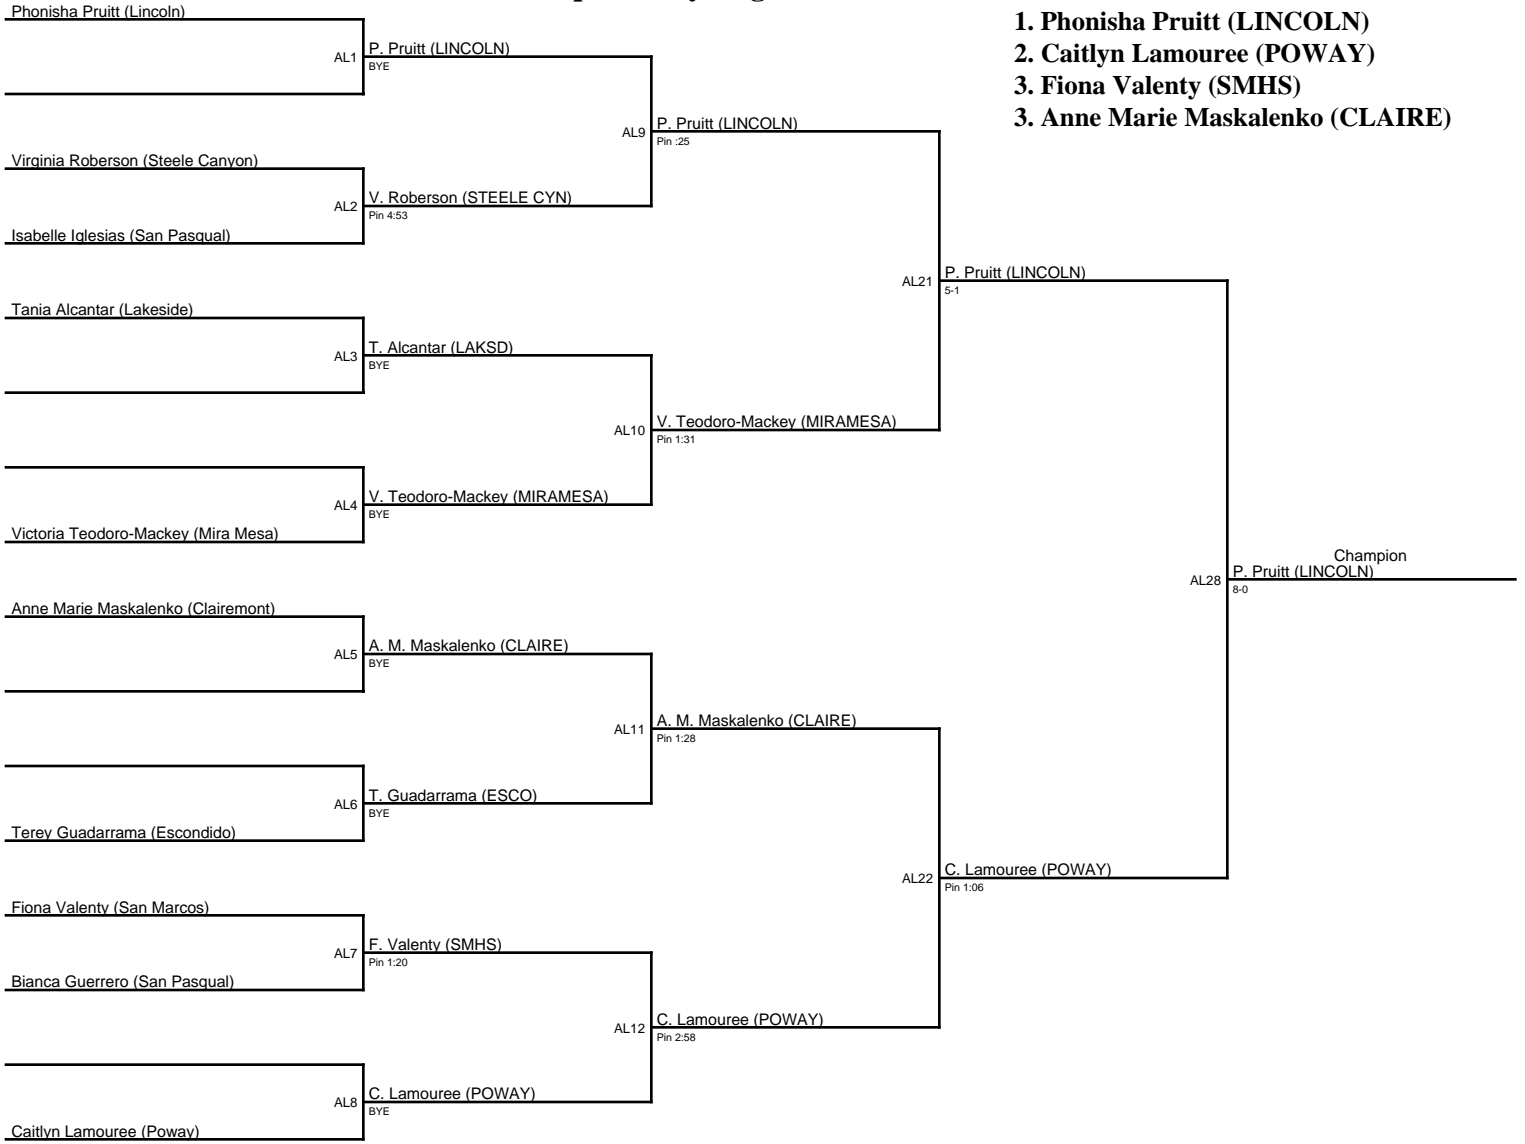 Phonisha Pruitt (Lincoln)
1. Phonisha Pruitt (LINCOLN)
2. Caitlyn Lamouree (POWAY)
3. Fiona Valenty (SMHS)
3. Anne Marie Maskalenko (CLAIRE)
AL1 P. Pruitt (LINCOLN)
BYE
AL9 P. Pruitt (LINCOLN)
Pin :25
Virginia Roberson (Steele Canyon)
AL2 V. Roberson (STEELE CYN)
Pin 4:53
Isabelle Iglesias (San Pasqual)
AL21 P. Pruitt (LINCOLN)
5-1
Tania Alcantar (Lakeside)
AL3 T. Alcantar (LAKSD)
BYE
AL10 V. Teodoro-Mackey (MIRAMESA)
Pin 1:31
AL4 V. Teodoro-Mackey (MIRAMESA)
BYE
Victoria Teodoro-Mackey (Mira Mesa)
Champion
AL28 P. Pruitt (LINCOLN)
8-0
Anne Marie Maskalenko (Clairemont)
AL5 A. M. Maskalenko (CLAIRE)
BYE
AL11 A. M. Maskalenko (CLAIRE)
Pin 1:28
AL6 T. Guadarrama (ESCO)
BYE
Terey Guadarrama (Escondido)
AL22 C. Lamouree (POWAY)
Pin 1:06
Fiona Valenty (San Marcos)
AL7 F. Valenty (SMHS)
Pin 1:20
Bianca Guerrero (San Pasqual)
AL12 C. Lamouree (POWAY)
Pin 2:58
AL8 C. Lamouree (POWAY)
BYE
Caitlyn Lamouree (Poway)